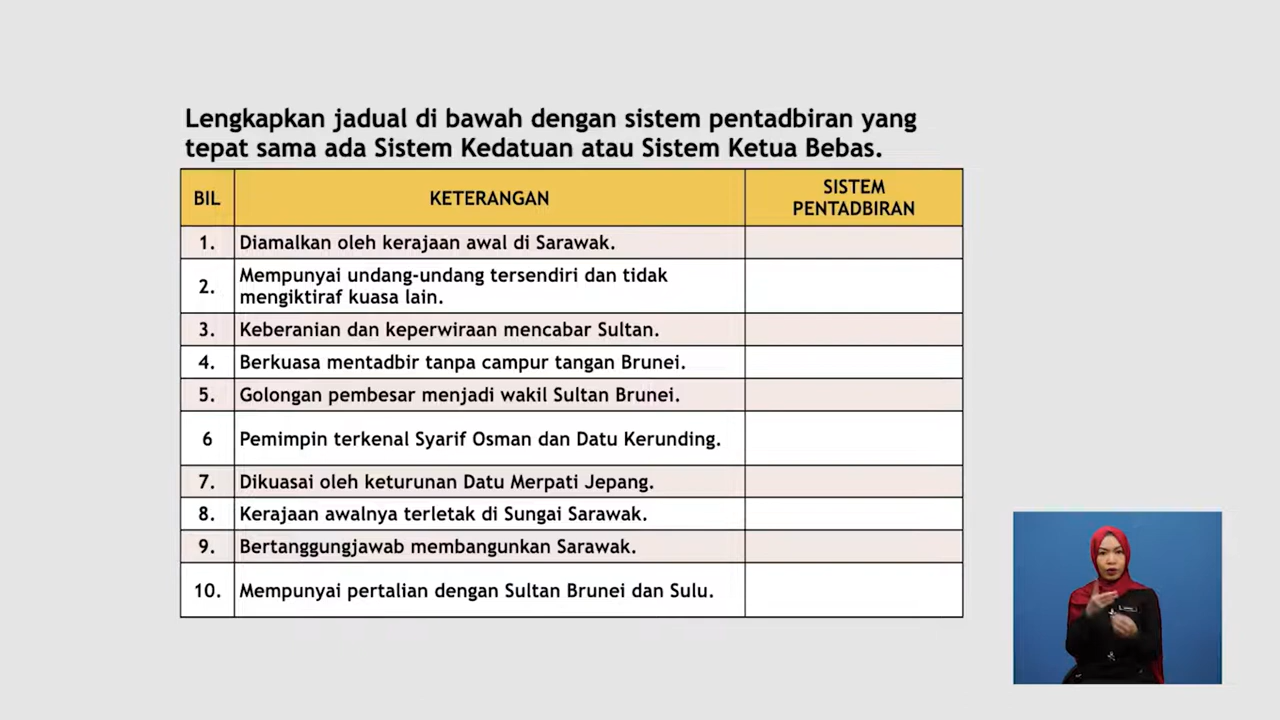 Lengkapkan jadual di bawah dengan sistem pentadbiran yang
tepat sama ada Sistem Kedatuan atau Sistem Ketua Bebas.
BIL KETERANGAN SISTEM
PENTADBIRAN
1. Diamalkan oleh kerajaan awal di Sarawak.
2. Mempunyai undang-undang tersendiri dan tidak
mengiktiraf kuasa lain.
3. Keberanian dan keperwiraan mencabar Sultan.
4. Berkuasa mentadbir tanpa campur tangan Brunei.
5. Golongan pembesar menjadi wakil Sultan Brunei.
6 Pemimpin terkenal Syarif Osman dan Datu Kerunding.
7. Dikuasai oleh keturunan Datu Merpati Jepang.
8. Kerajaan awalnya terletak di Sungai Sarawak.
9. Bertanggungjawab membangunkan Sarawak.
10. Mempunyai pertalian dengan Sultan Brunei dan Sulu.